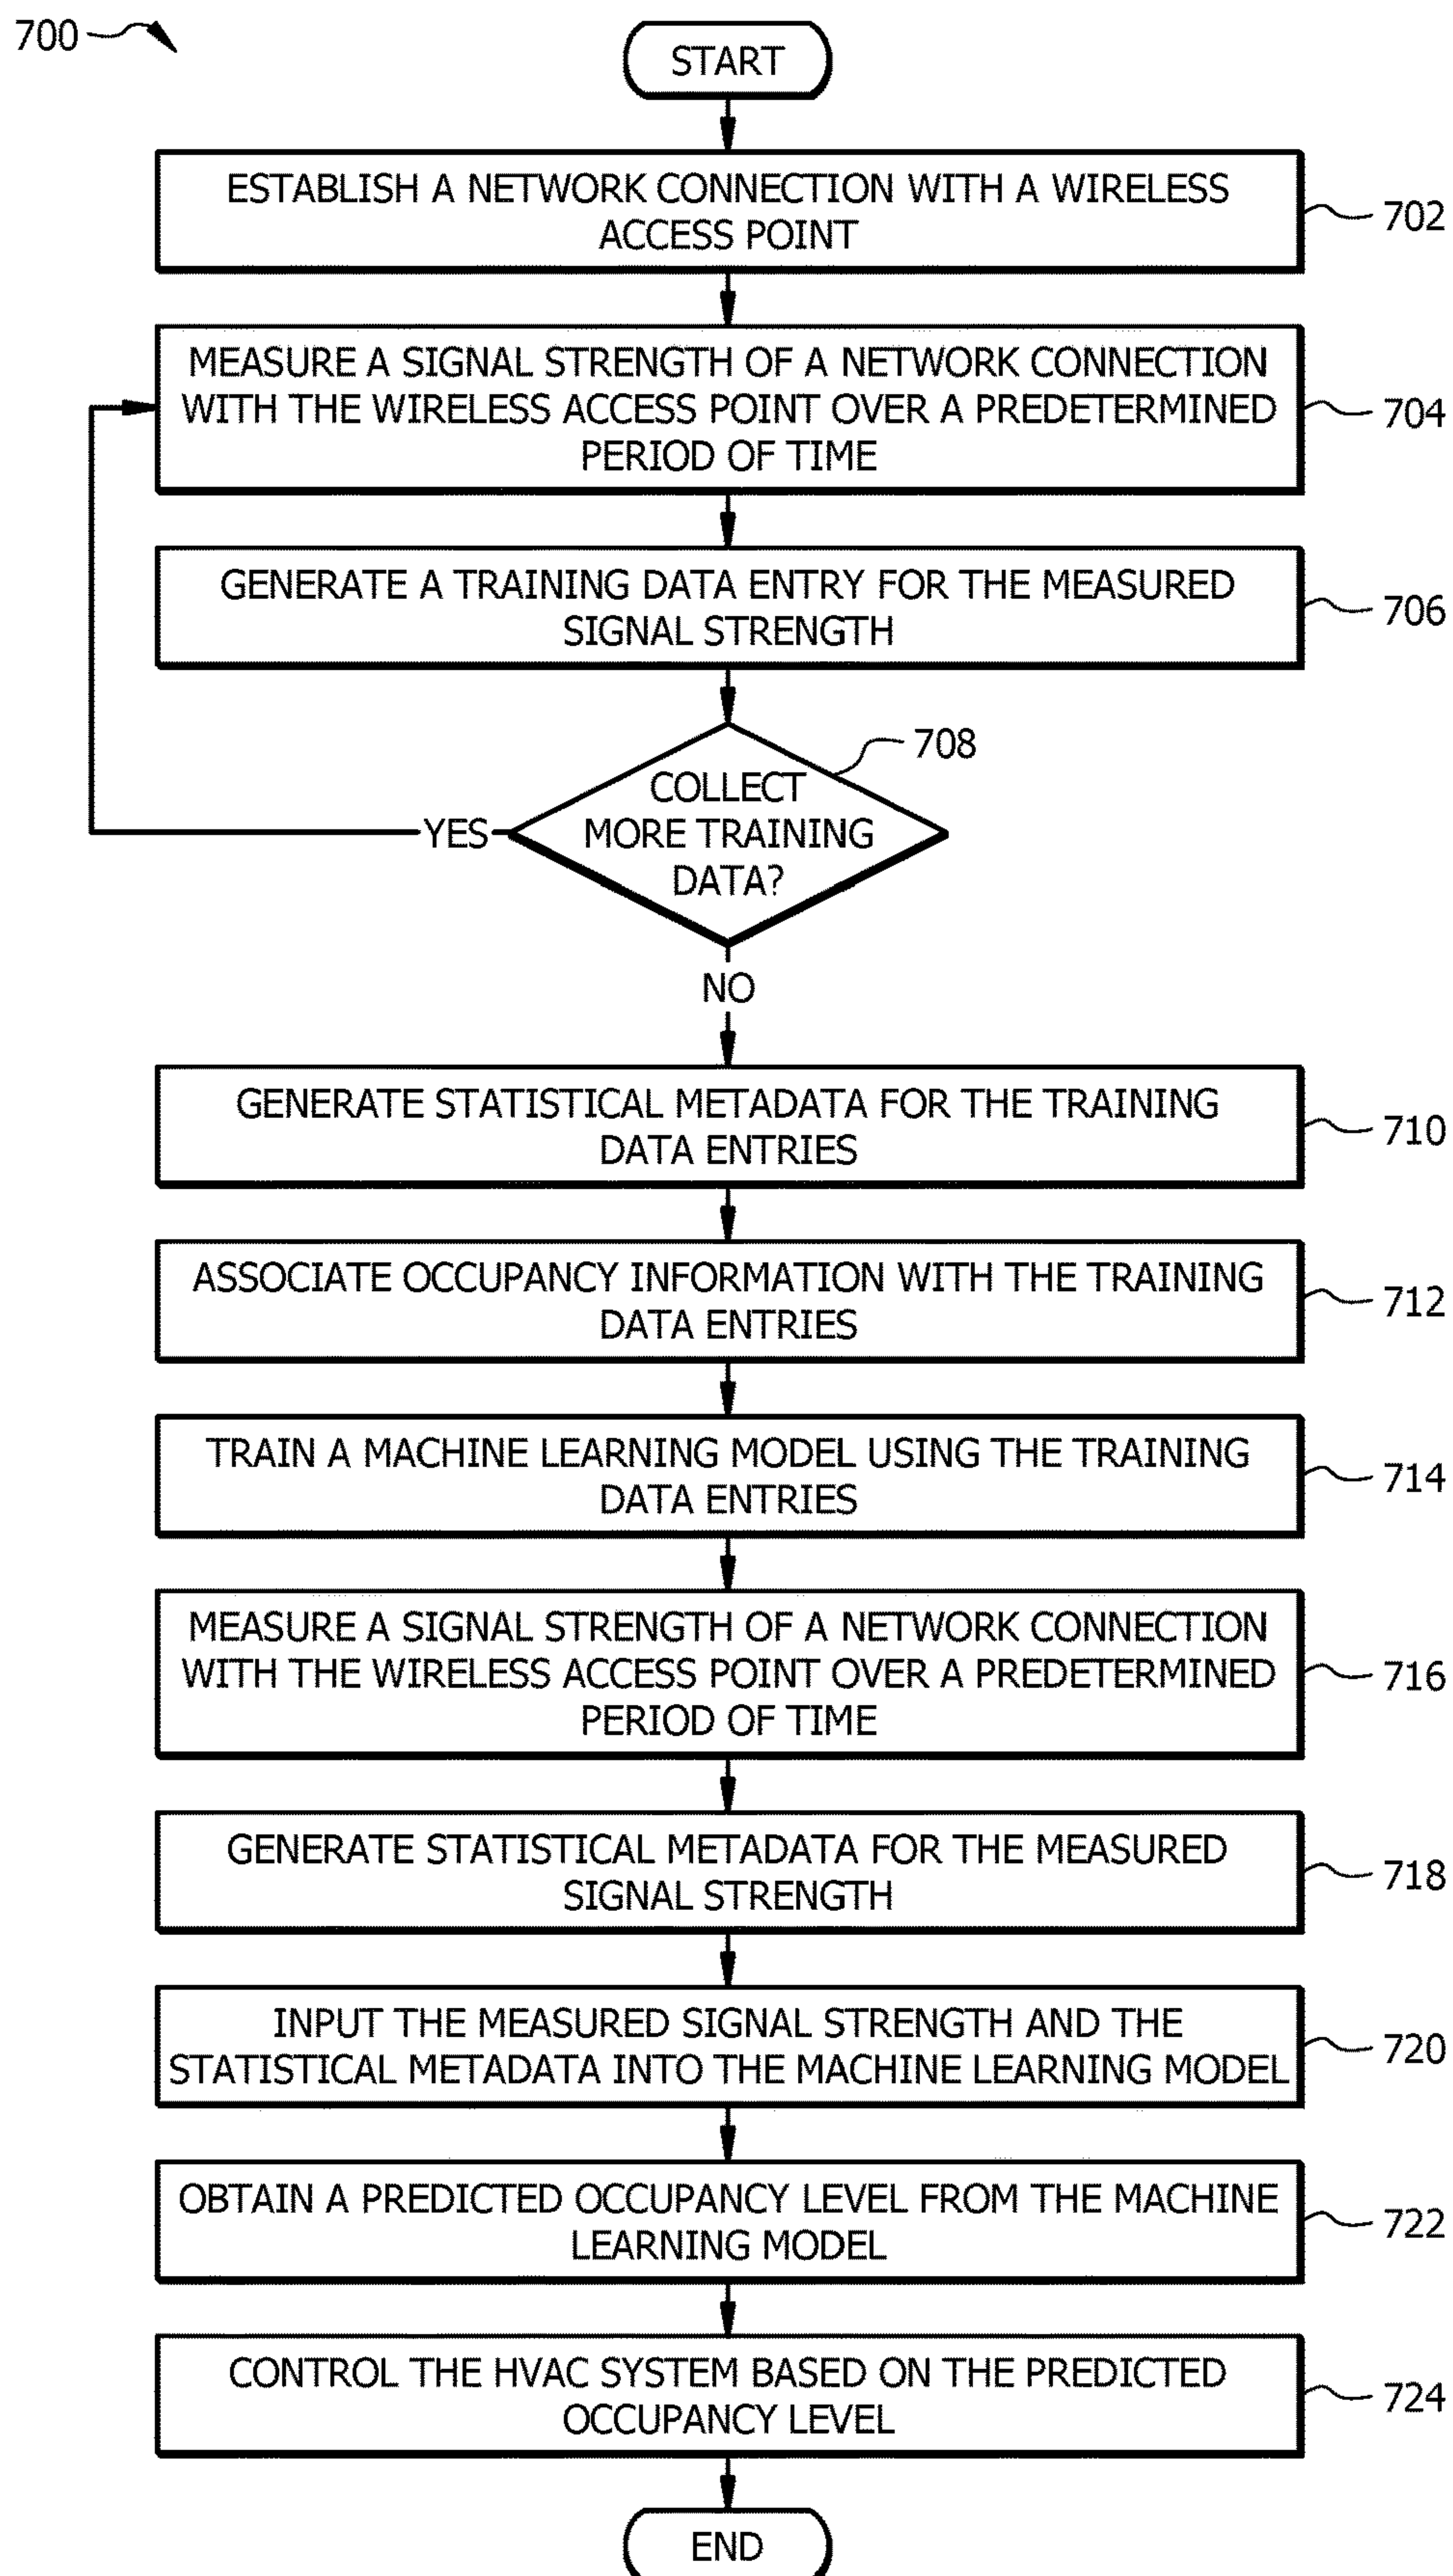 700
START
ESTABLISH A NETWORK CONNECTION WITH A WIRELESS
ACCESS POINT
702
MEASURE A SIGNAL STRENGTH OF A NETWORK CONNECTION
WITH THE WIRELESS ACCESS POINT OVER A PREDETERMINED
PERIOD OF TIME
704
GENERATE A TRAINING DATA ENTRY FOR THE MEASURED
SIGNAL STRENGTH
706
708
COLLECT
MORE TRAINING
DATA?
YES
NO
GENERATE STATISTICAL METADATA FOR THE TRAINING
DATA ENTRIES
710
ASSOCIATE OCCUPANCY INFORMATION WITH THE TRAINING
DATA ENTRIES
712
TRAIN A MACHINE LEARNING MODEL USING THE TRAINING
DATA ENTRIES
714
MEASURE A SIGNAL STRENGTH OF A NETWORK CONNECTION
WITH THE WIRELESS ACCESS POINT OVER A PREDETERMINED
PERIOD OF TIME
716
GENERATE STATISTICAL METADATA FOR THE MEASURED
SIGNAL STRENGTH
718
INPUT THE MEASURED SIGNAL STRENGTH AND THE
STATISTICAL METADATA INTO THE MACHINE LEARNING MODEL
720
OBTAIN A PREDICTED OCCUPANCY LEVEL FROM THE MACHINE
LEARNING MODEL
722
CONTROL THE HVAC SYSTEM BASED ON THE PREDICTED
OCCUPANCY LEVEL
724
END